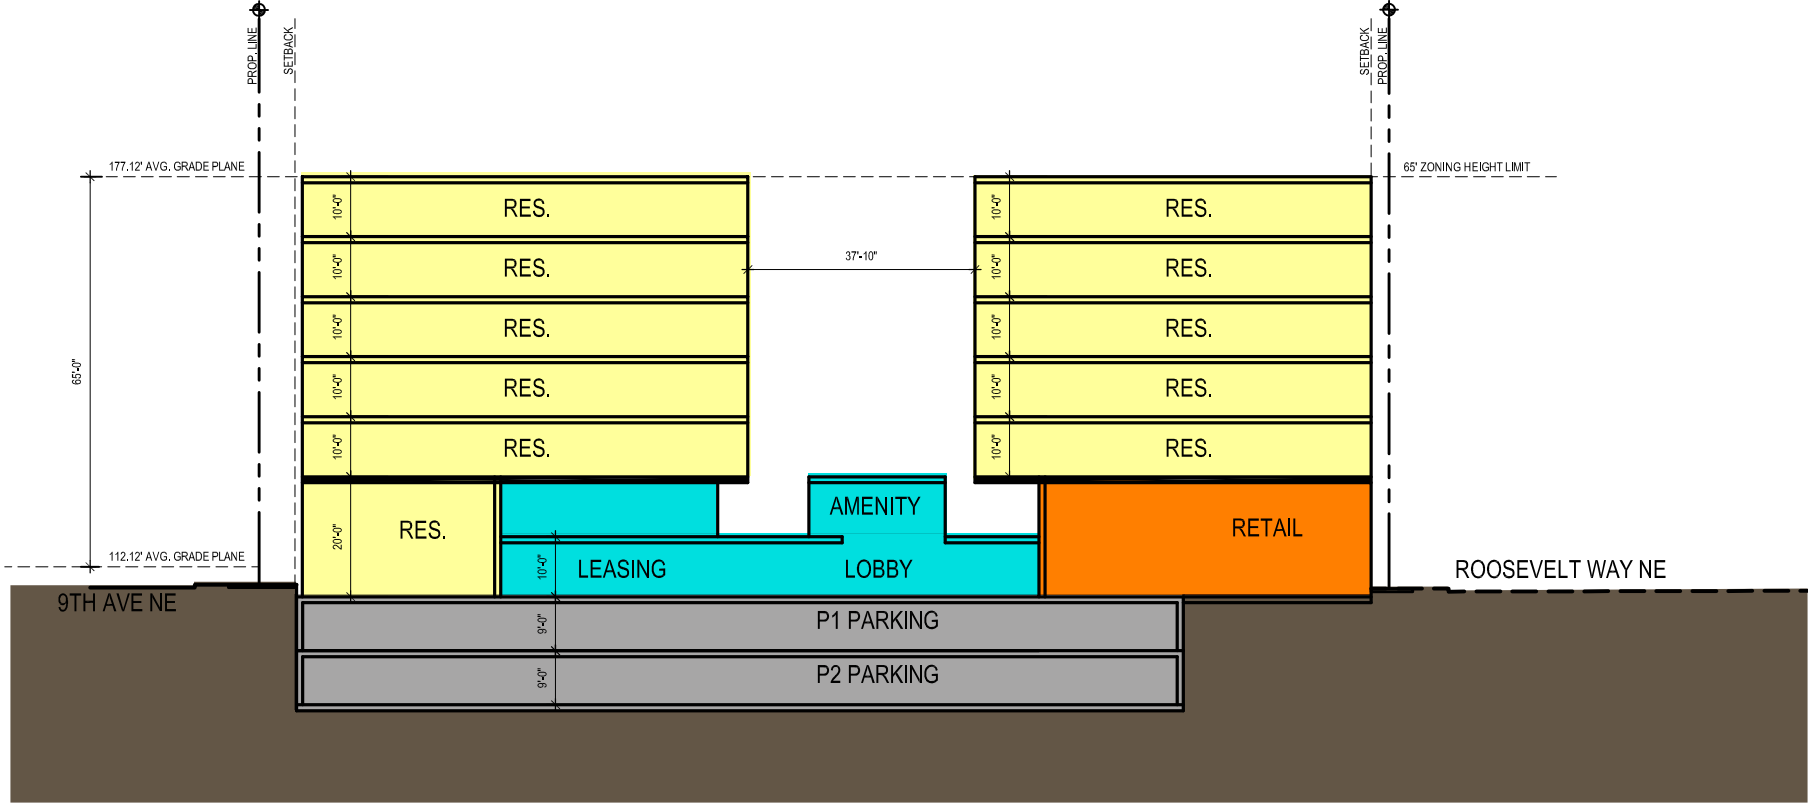 PROP. LINE
SETBACK
SETBACK
PROP. LINE
177.12' AVG. GRADE PLANE
65' ZONING HEIGHT LIMIT
10'-0"
RES.
10'-0"
RES.
10'-0"
RES.
37'-10"
10'-0"
RES.
10'-0"
RES.
10'-0"
RES.
65'-0"
10'-0"
RES.
10'-0"
RES.
10'-0"
RES.
10'-0"
RES.
20'-0"
RES.
AMENITY
RETAIL
112.12' AVG. GRADE PLANE
10'-0"
LEASING
LOBBY
ROOSEVELT WAY NE
9TH AVE NE
9'-0"
P1 PARKING
9'-0"
P2 PARKING